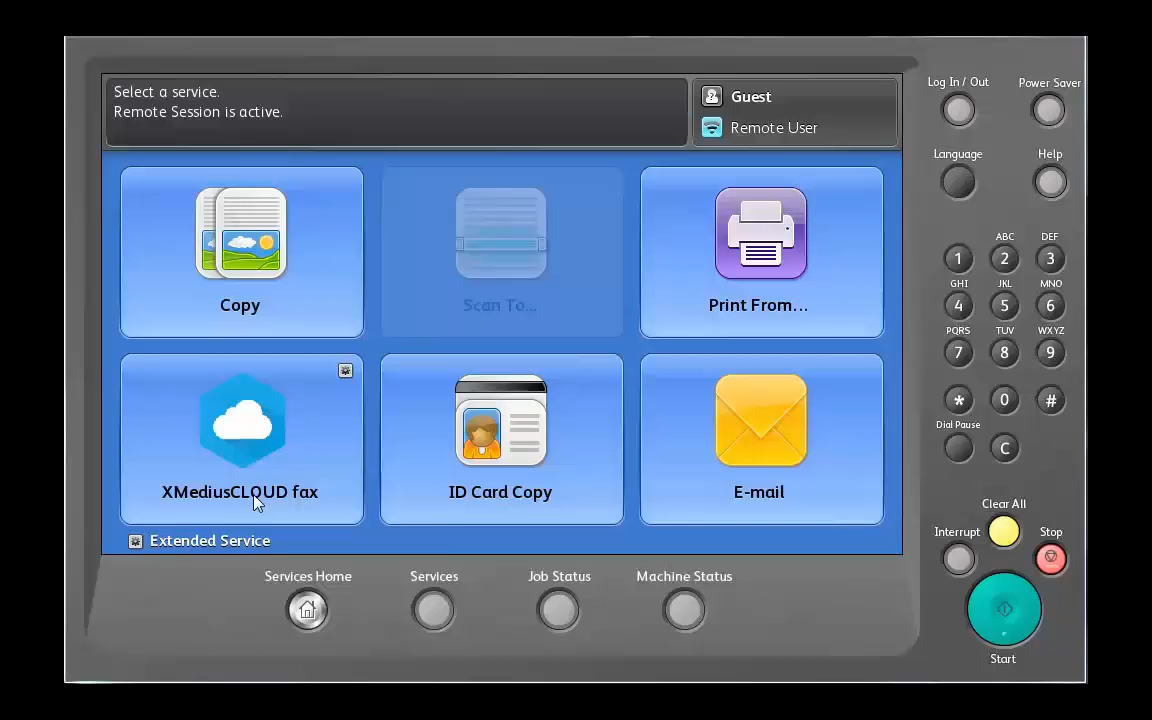 Select a service.
Remote Session is active.
Guest
Remote User
Log In / Out
Power Saver
Language
Help
Copy
Scan To...
Print From...
XMediusCLOUD fax
ID Card Copy
E-mail
Extended Service
Services Home
Services
Job Status
Machine Status
ABC
DEF
1
2
3
GHI
JKL
MNO
4
5
6
PQRS
TUV
WXYZ
7
8
9
*
0
#
Dial Pause
C
Clear All
Interrupt
Stop
Start